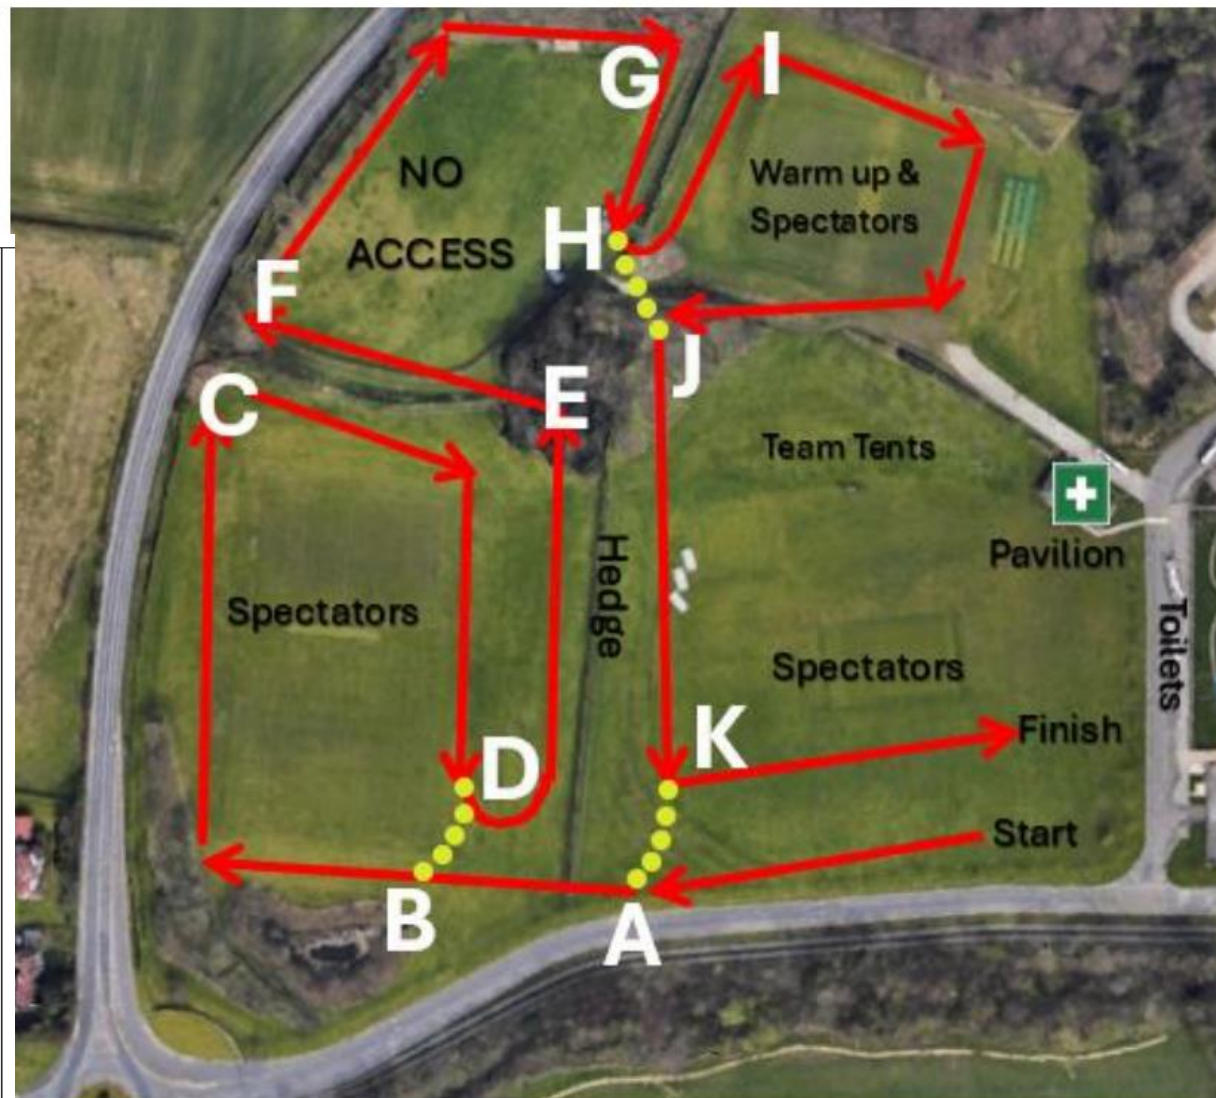 G
I
NO
Warm up &
Spectators
H
ACCESS
F
J
C
E
Team Tents
Pavilion
Hedge
Spectators
Toilets
Spectators
K
Finish
D
Start
B
A